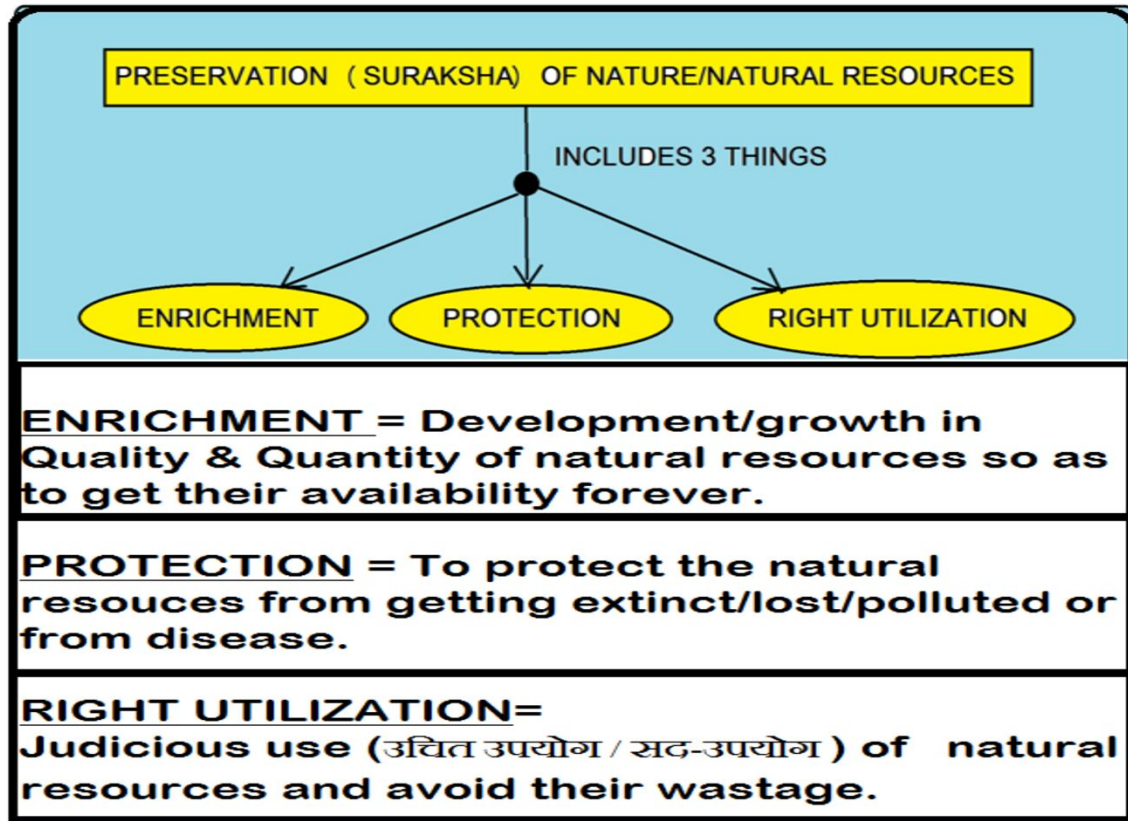 PRESERVATION ( SURAKSHA) OF NATURE/NATURAL RESOURCES
INCLUDES 3 THINGS
ENRICHMENT PROTECTION RIGHT UTILIZATION
ENRICHMENT = Development/growth in
Quality & Quantity of natural resources so as
to get their availability forever.
PROTECTION = To protect the natural
resouces from getting extinct/lost/polluted or
from disease.
RIGHT UTILIZATION=
Judicious use (उचित उपयोग / सद-उपयोग ) of natural
resources and avoid their wastage.